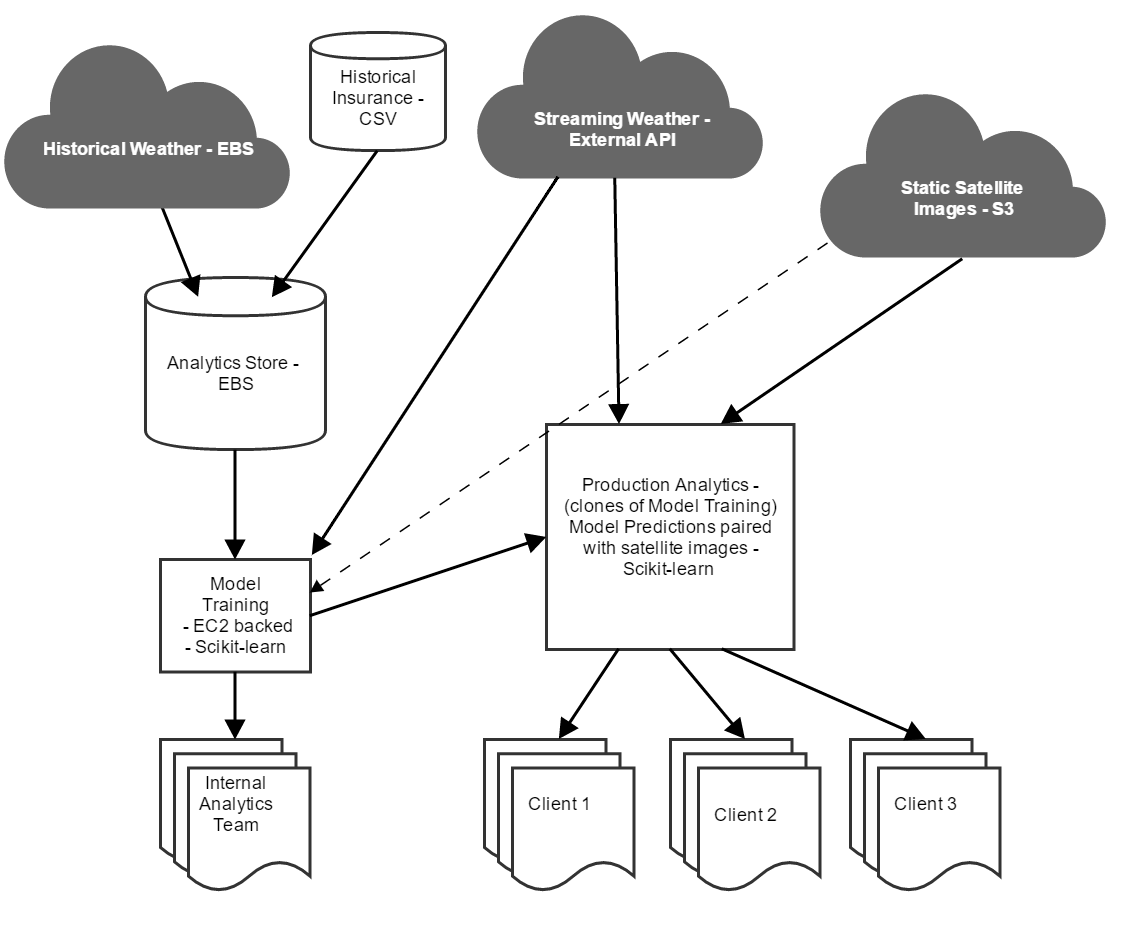 Historical
Insurance -
CSV
Historical Weather - EBS
Streaming Weather -
External API
Static Satellite
Images - S3
Analytics Store -
EBS
Production Analytics -
(clones of Model Training)
Model Predictions paired
with satellite images -
Scikit-learn
Model
Training
- EC2 backed
- Scikit-learn
Internal
Analytics
Team
Client 1
Client 2
Client 3